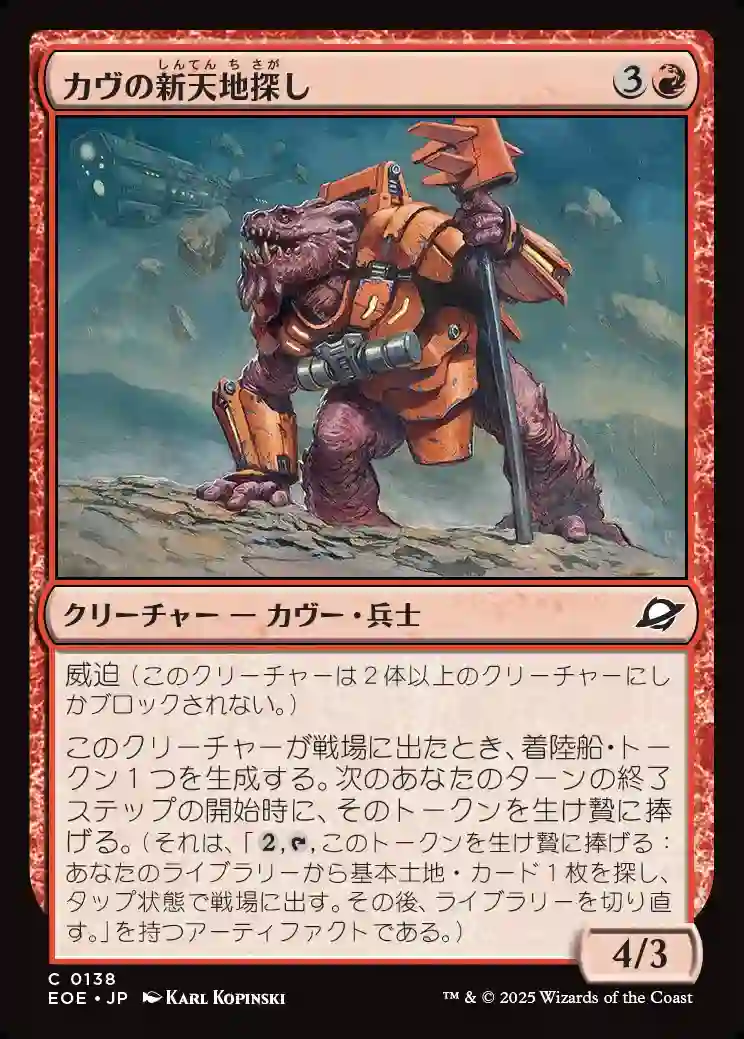 しんてんちさが
カヴの新天地探し
3
クリーチャー — カヴー・兵士
威迫（このクリーチャーは２体以上のクリーチャーにし
かブロックされない。）
このクリーチャーが戦場に出たとき、着陸船・トー
クン１つを生成する。次のあなたのターンの終了
ステップの開始時に、そのトークンを生け贄に捧
げる。（それは、「2,,このトークンを生け贄に捧げる：
あなたのライブラリーから基本土地・カード１枚を探し、
タップ状態で戦場に出す。その後、ライブラリーを切り直
す。」を持つアーティファクトである。）
4/3
C 0138
EOE • JP Karl Kopinski
™ & © 2025 Wizards of the Coast